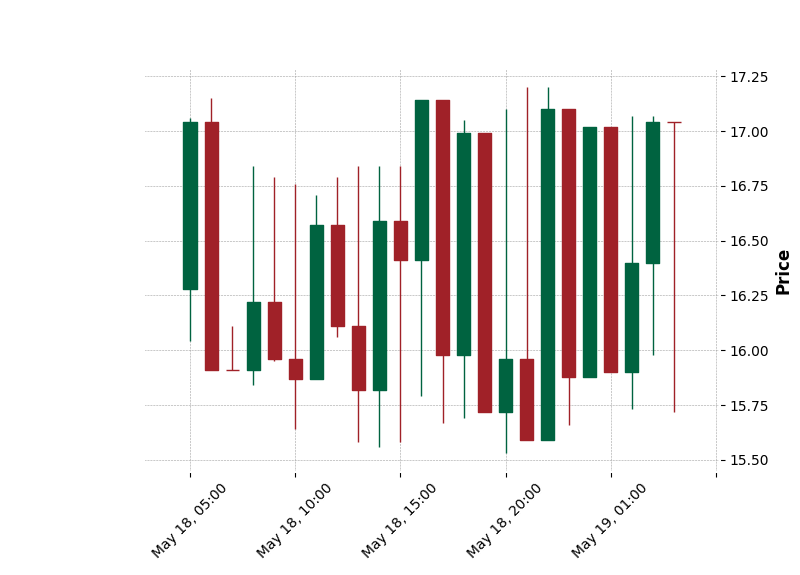 17.25
17.00
16.75
16.50
16.25
16.00
15.75
15.50
Price
May 18, 05:00
May 18, 10:00
May 18, 15:00
May 18, 20:00
May 19, 01:00